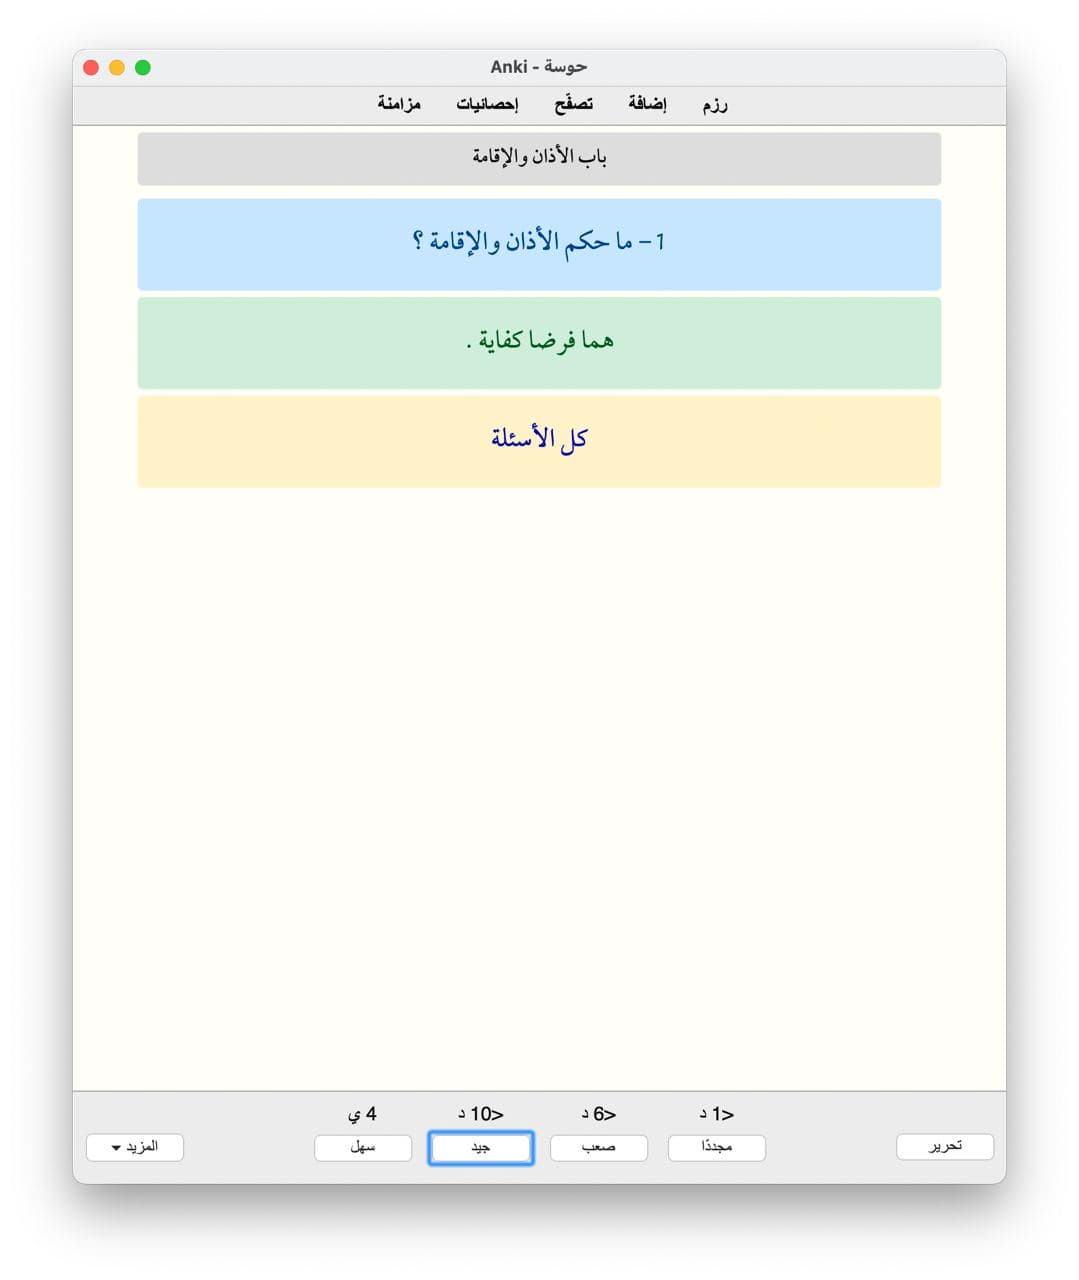 حوسة - Anki
رزم إضافة تصفّح إحصائيات مزامنة
باب الأذان والإقامة
1 – ما حكم الأذان والإقامة ؟
هما فرضا كفاية .
كل الأسئلة
<1 د <6 د <10 د 4 ي
تحرير مجددًا صعب جيد سهل المزيد